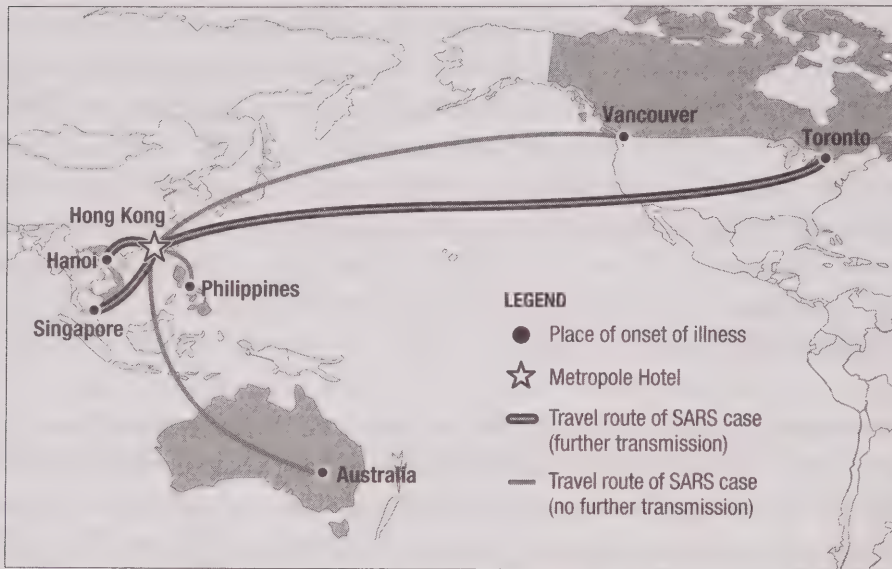 Vancouver
Toronto
Hong Kong
Hanoi
Philippines
Singapore
LEGEND
Place of onset of illness
Metropole Hotel
Travel route of SARS case
(further transmission)
Australia
Travel route of SARS case
(no further transmission)